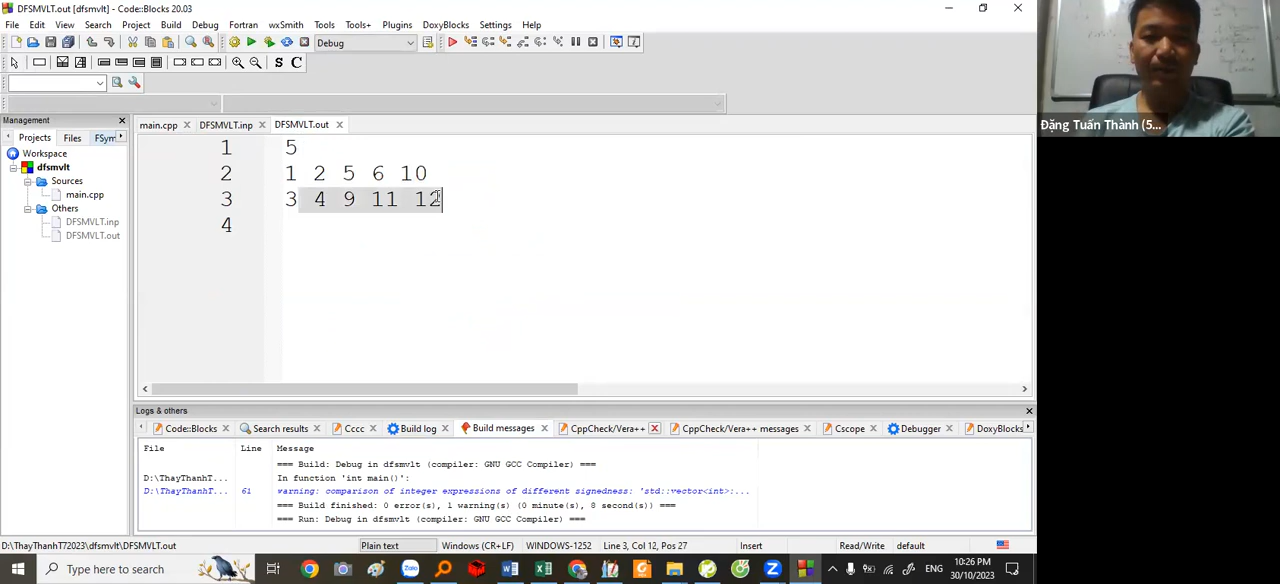 DFSMVLT.out [dfsmvlt] - Code::Blocks 20.03
File Edit View Search Project Build Debug Fortran wxSmith Tools Tools+ Plugins DoxyBlocks Settings Help
Debug
S C
Management
Projects Files FSym
Workspace
dfsmvlt
Sources
main.cpp
Others
DFSMVLT.inp
DFSMVLT.out
main.cpp DFSMVLT.inp DFSMVLT.out
1 5
2 1 2 5 6 10
3 3 4 9 11 12
4
Đặng Tuấn Thành (5...
Logs & others
Code::Blocks Search results Cccc Build log Build messages CppCheck/Vera++ CppCheck/Vera++ messages Cscope Debugger DoxyBlocks
File Line Message
=== Build: Debug in dfsmvlt (compiler: GNU GCC Compiler) ===
D:\ThayThanhT... In function 'int main()':
D:\ThayThanhT... 61 warning: comparison of integer expressions of different signedness: 'std::vector<int>:...
=== Build finished: 0 error(s), 1 warning(s) (0 minute(s), 8 second(s)) ===
=== Run: Debug in dfsmvlt (compiler: GNU GCC Compiler) ===
D:\ThayThanhT72023\dfsmvlt\DFSMVLT.out Plain text Windows (CR+LF) WINDOWS-1252 Line 3, Col 12, Pos 27 Insert Read/Write default
Type here to search
ENG
10:26 PM
30/10/2023